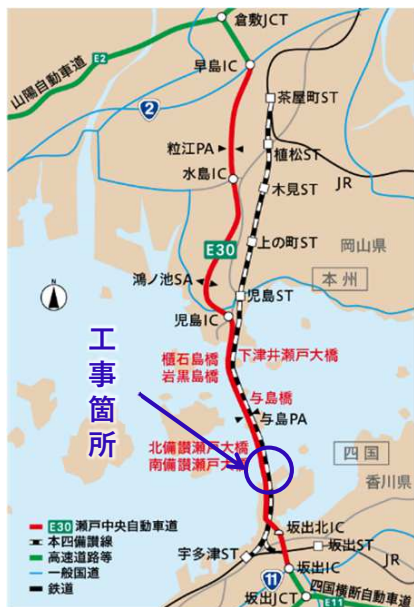 倉敷JCT
E2
山陽自動車道
早島IC
2
茶屋町ST
粒江PA
植松ST
JR
水島IC
木見ST
E30
上の町ST
岡山県
本州
鴻ノ池SA
児島ST
N
児島IC
工事箇所
櫃石島橋
岩黒島橋
下津井瀬戸大橋
与島橋
与島PA
北備讃瀬戸大橋
南備讃瀬戸大橋
四国
香川県
E30 瀬戸中央自動車道
本四備讃線
高速道路等
一般国道
鉄道
坂出北IC
宇多津ST
坂出ST
JR
坂出IC
11
坂出JCT
四国横断自動車道
E11